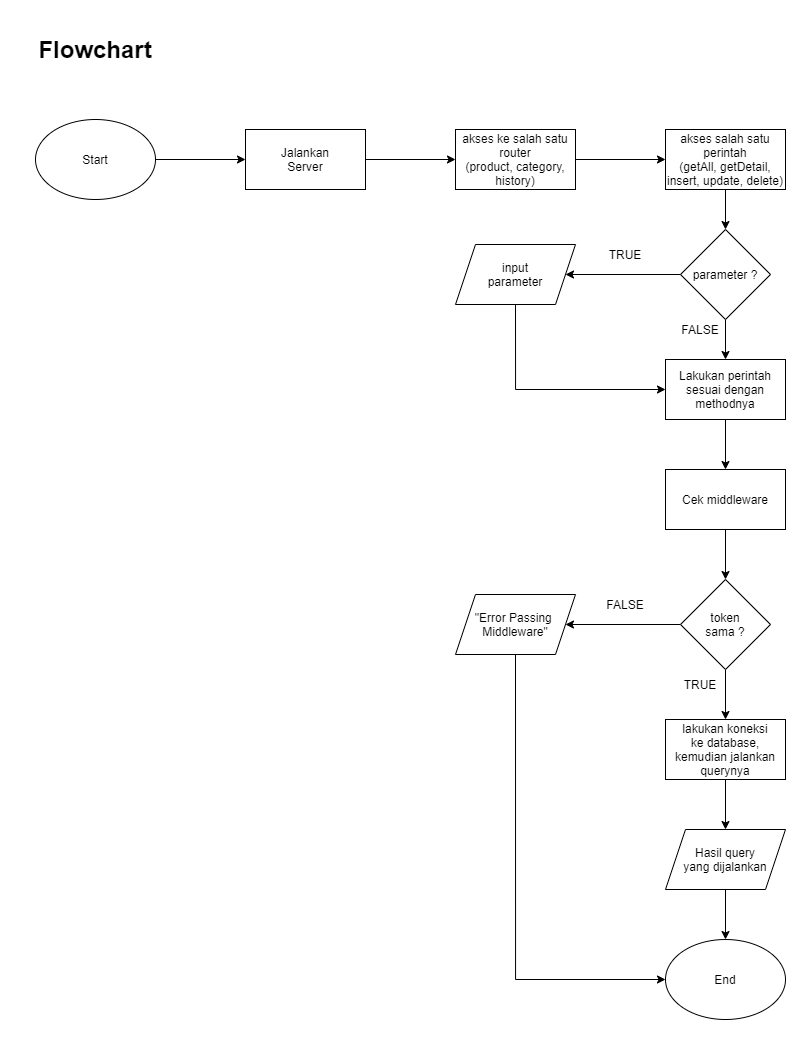 Flowchart
Start
Jalankan
Server
akses ke salah satu
router
(product, category,
history)
akses salah satu
perintah
(getAll, getDetail,
insert, update, delete)
parameter ?
TRUE
input
parameter
FALSE
Lakukan perintah
sesuai dengan
methodnya
Cek middleware
token
sama ?
FALSE
"Error Passing
Middleware"
TRUE
lakukan koneksi
ke database,
kemudian jalankan
querynya
Hasil query
yang dijalankan
End